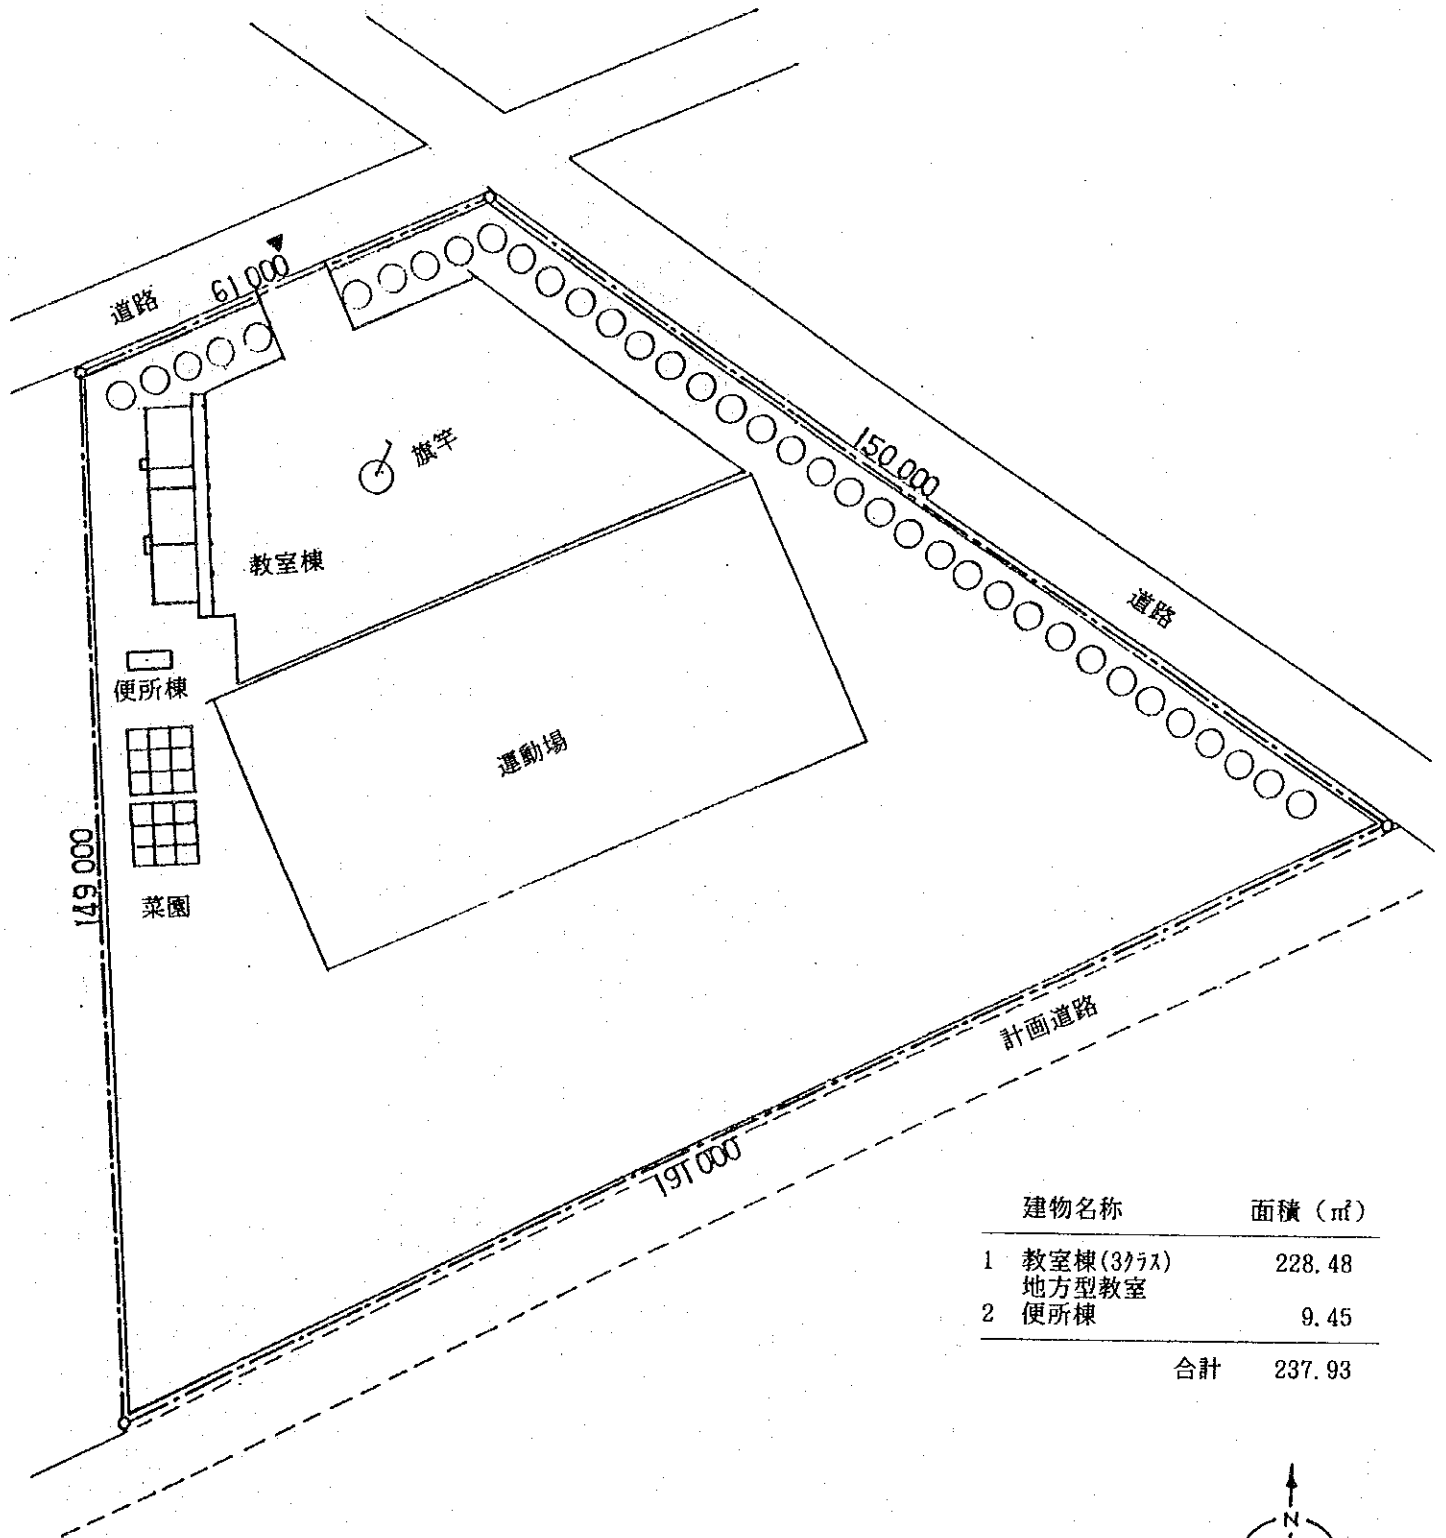 道路
61 000
150 000
旗竿
教室棟
道路
便所棟
運動場
149 000
菜園
計画道路
191 000
建物名称 面積 (㎡)
1 教室棟(3ｸﾗｽ) 228.48
地方型教室
2 便所棟 9.45
合計 237.93
N